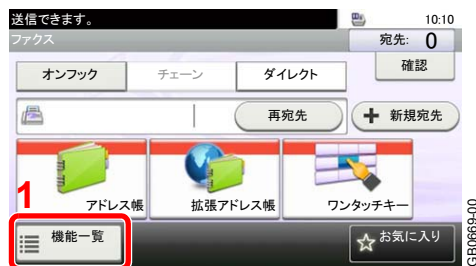 送信できます。
10:10
ファクス
宛先: 0
オンフック
チェーン
ダイレクト
確認
再宛先
新規宛先
1
アドレス帳
拡張アドレス帳
ワンタッチキー
機能一覧
お気に入り
GB0669-00